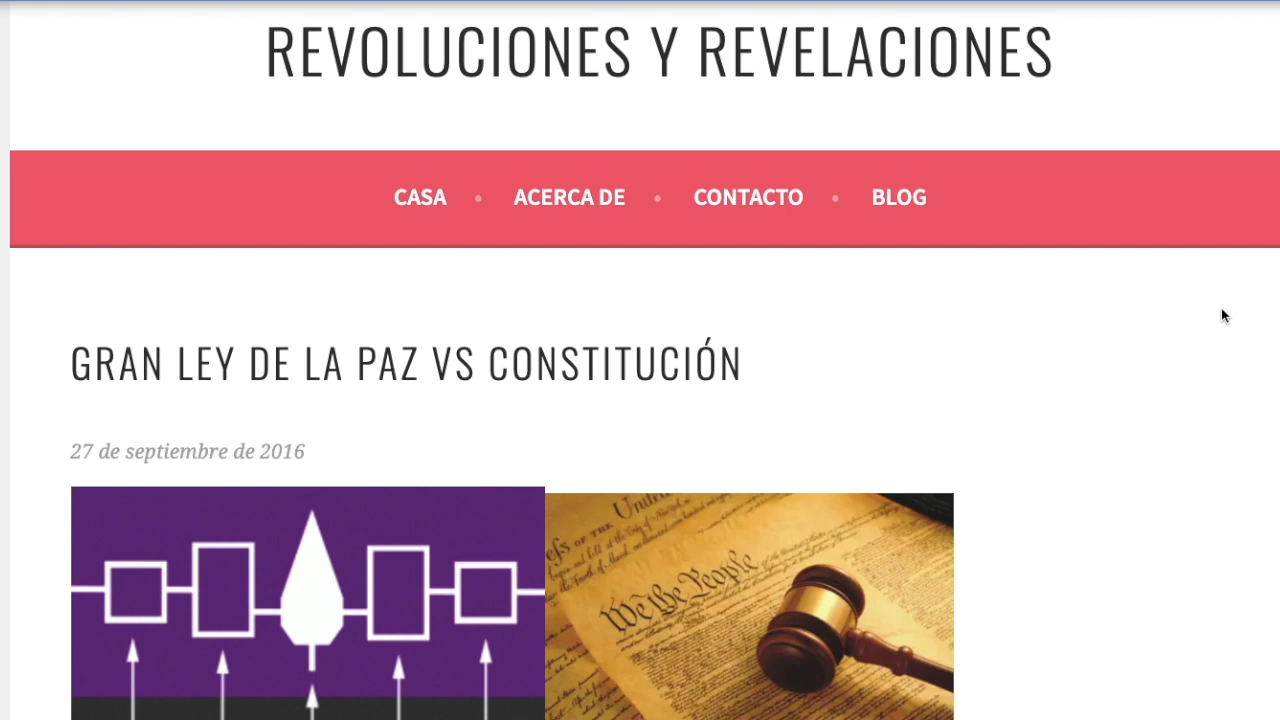 REVOLUCIONES Y REVELACIONES
CASA • ACERCA DE • CONTACTO • BLOG
GRAN LEY DE LA PAZ VS CONSTITUCIÓN
27 de septiembre de 2016
We the People